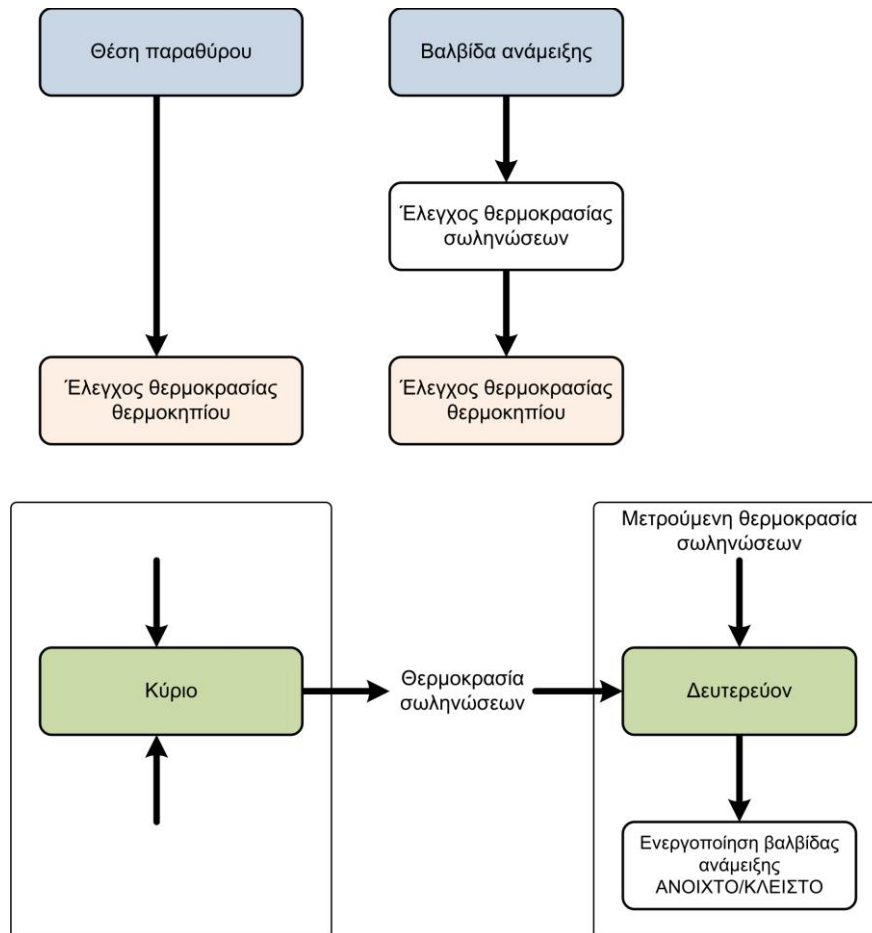 Θέση παραθύρου
Βαλβίδα ανάμειξης
Έλεγχος θερμοκρασίας
σωληνώσεων
Έλεγχος θερμοκρασίας
θερμοκηπίου
Έλεγχος θερμοκρασίας
θερμοκηπίου
Μετρούμενη θερμοκρασία
σωληνώσεων
Κύριο
Θερμοκρασία
σωληνώσεων
Δευτερεύον
Ενεργοποίηση βαλβίδας
ανάμειξης
ΑΝΟΙΧΤΟ/ΚΛΕΙΣΤΟ